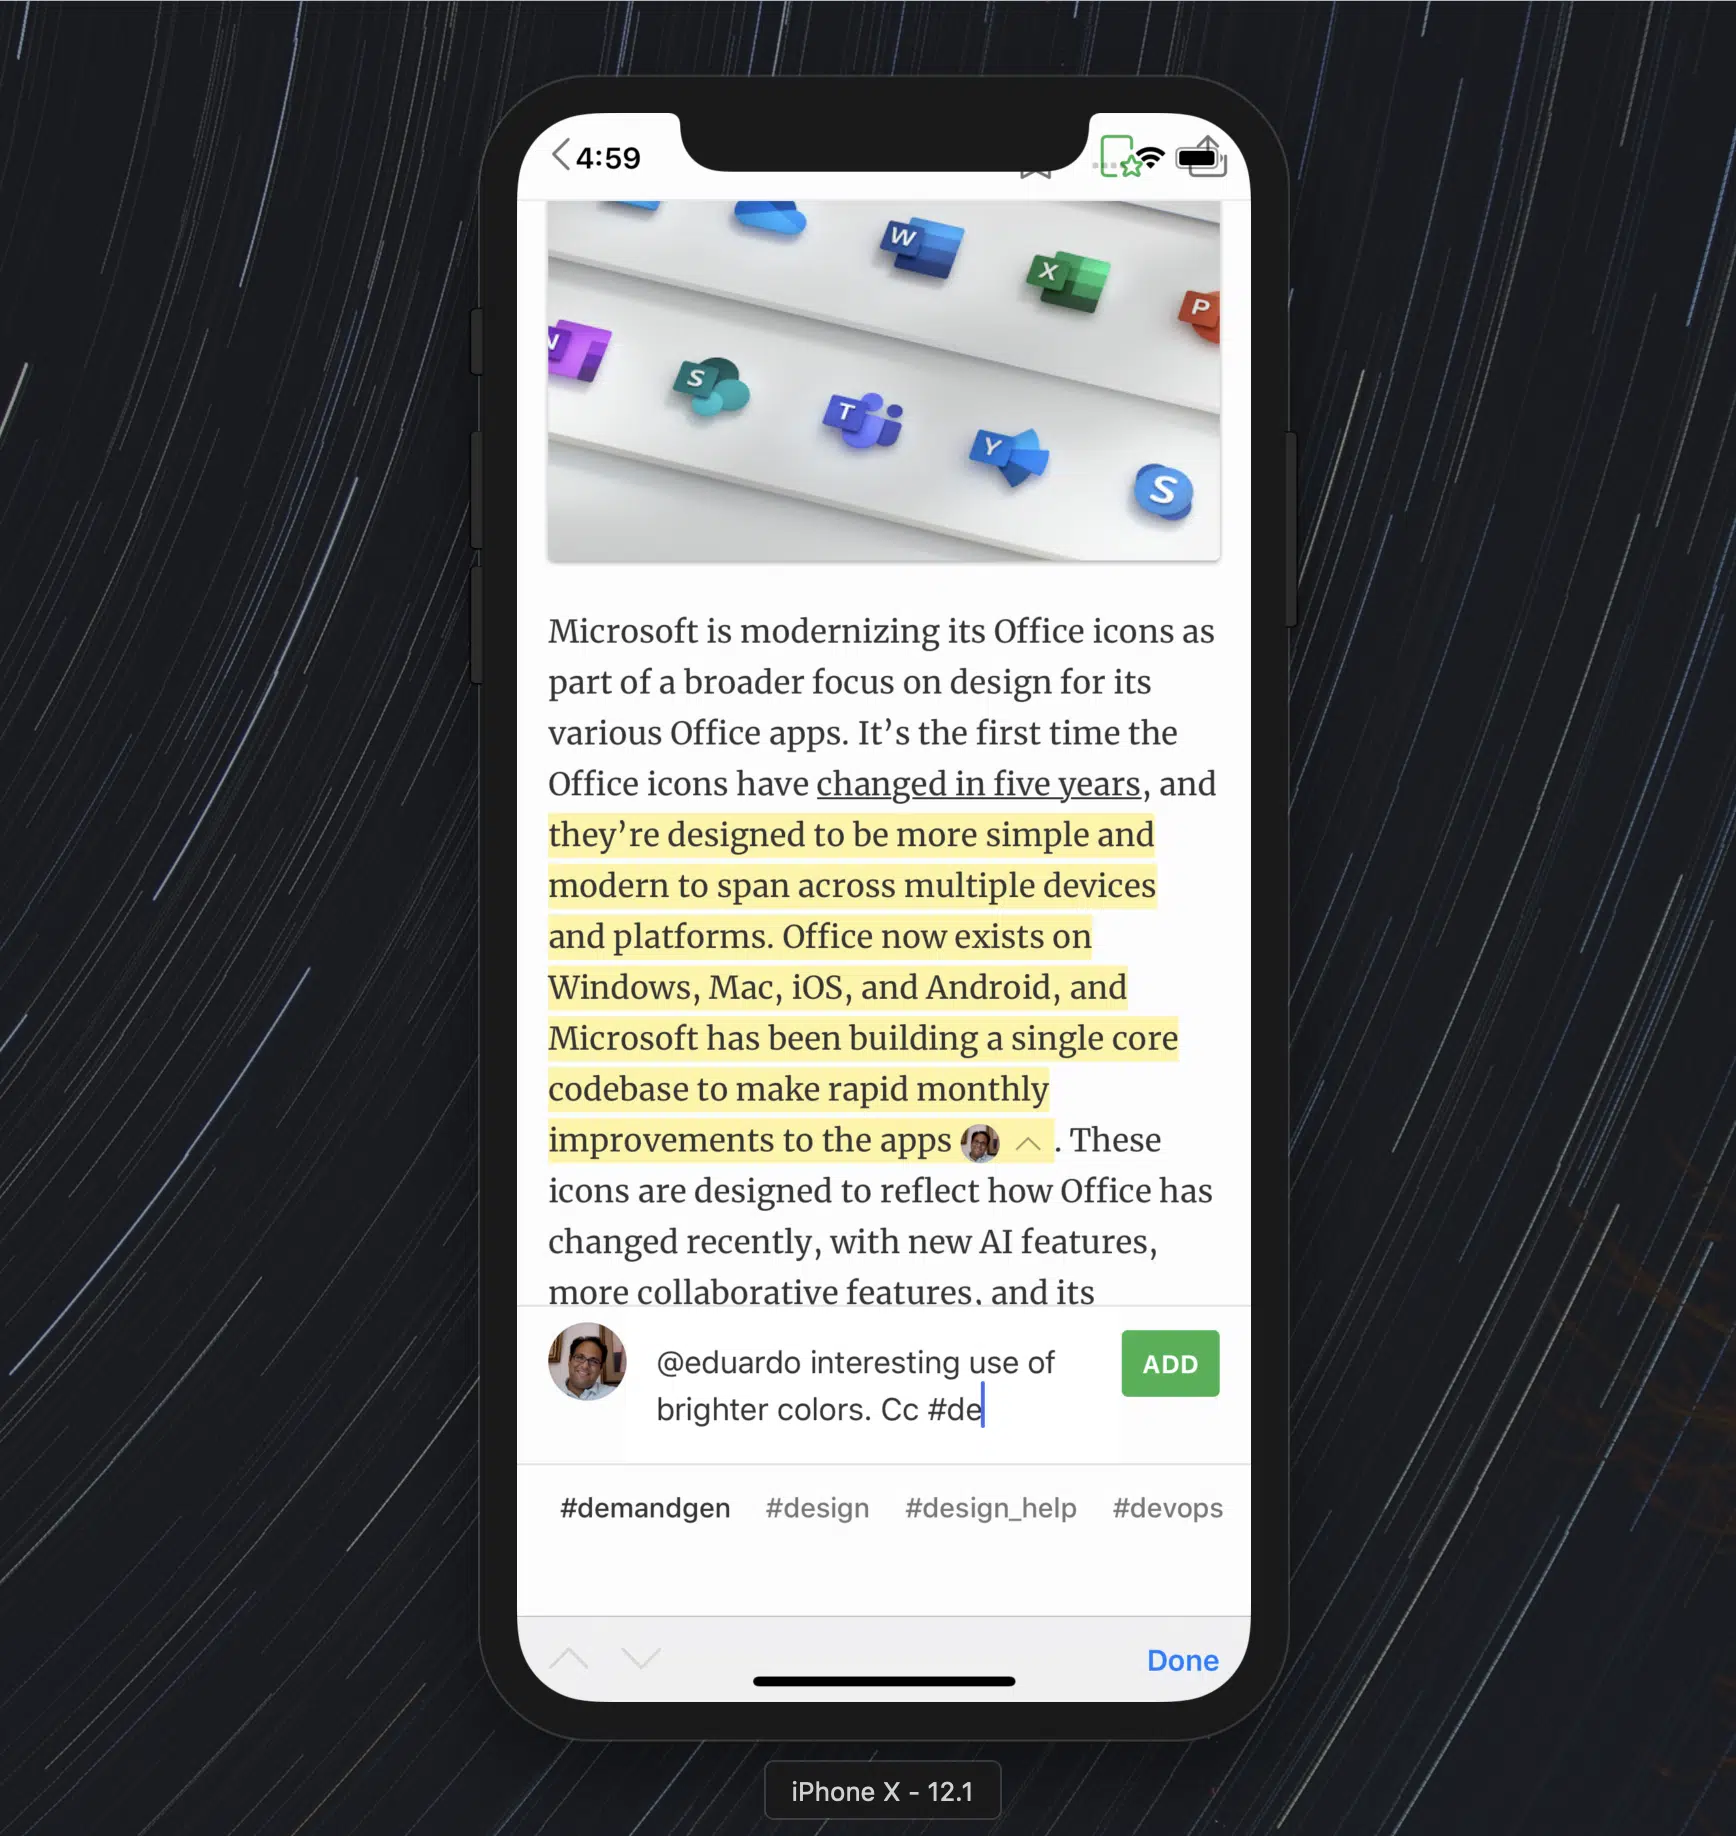 4:59
W
X
P
N
S
T
Y
S
Microsoft is modernizing its Office icons as
part of a broader focus on design for its
various Office apps. It’s the first time the
Office icons have changed in five years, and
they’re designed to be more simple and
modern to span across multiple devices
and platforms. Office now exists on
Windows, Mac, iOS, and Android, and
Microsoft has been building a single core
codebase to make rapid monthly
improvements to the apps . These
icons are designed to reflect how Office has
changed recently, with new AI features,
more collaborative features, and its
@eduardo interesting use of
brighter colors. Cc #de
ADD
#demandgen #design #design_help #devops
Done
iPhone X - 12.1